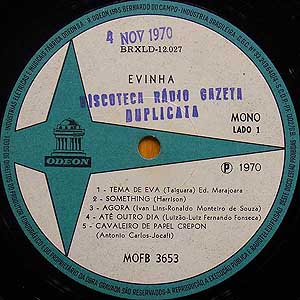 4 NOV 1970
BRXLD-12.027
EVINHA
DISCOTECA RÁDIO GAZETA
DUPLICATA
MONO
LADO 1
ODEON
P 1970
1 - TEMA DE EVA (Taiguara) Ed. Marajoara
2 - SOMETHING (Harrison)
3 - AGORA (Ivan Lins-Ronaldo Monteiro de Souza)
4 - ATÉ OUTRO DIA (Luizão-Luiz Fernando Fonseca)
5 - CAVALEIRO DE PAPEL CREPON
(Antonio Carlos-Jocafi)
MOFB 3653